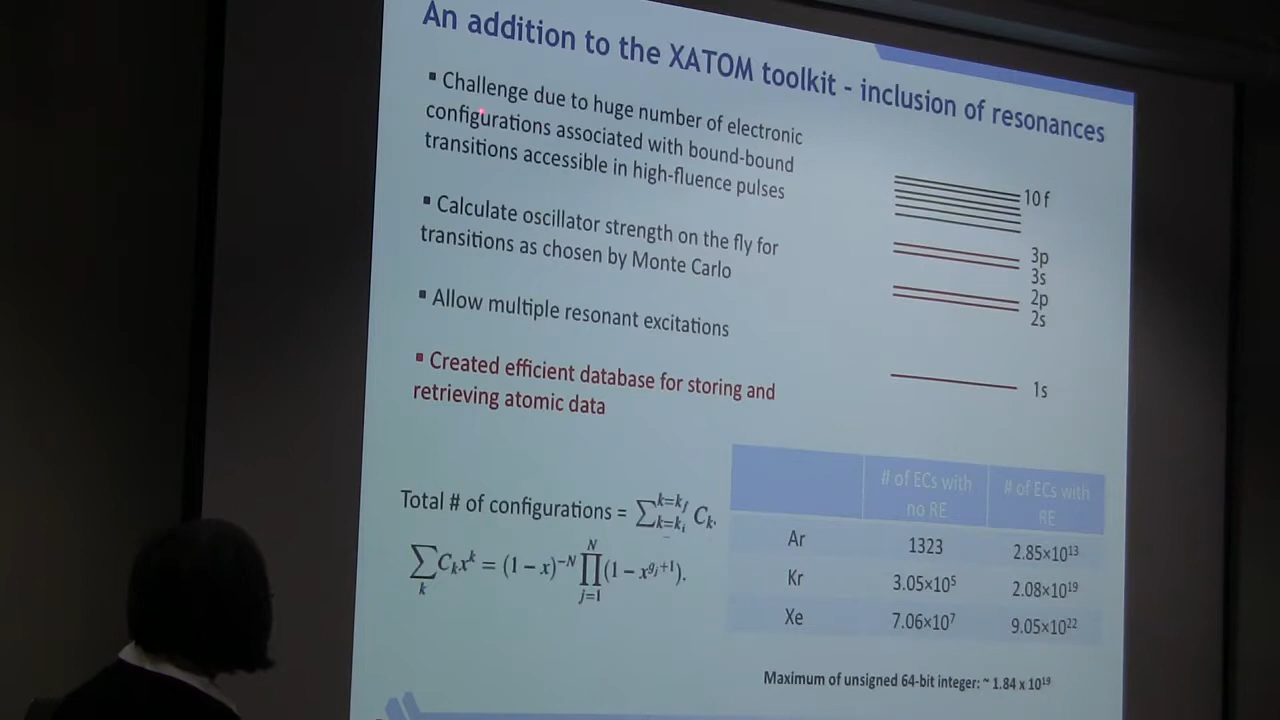 An addition to the XATOM toolkit - inclusion of resonances
▪ Challenge due to huge number of electronic
configurations associated with bound-bound
transitions accessible in high-fluence pulses
▪ Calculate oscillator strength on the fly for
transitions as chosen by Monte Carlo
▪ Allow multiple resonant excitations
▪ Created efficient database for storing and
retrieving atomic data
10 f
3p
3s
2p
2s
1s
Total # of configurations = ∑_{k=k_i}^{k=k_f} C_k.
∑_k C_k x^k = (1 − x)^{−N} ∏_{j=1}^{N} (1 − x^{g_j+1}).
# of ECs with no RE # of ECs with RE
Ar 1323 2.85×10¹³
Kr 3.05×10⁵ 2.08×10¹⁹
Xe 7.06×10⁷ 9.05×10²²
Maximum of unsigned 64-bit integer: ~ 1.84 x 10¹⁹